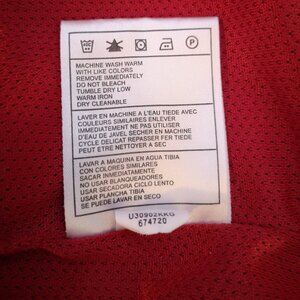 P
MACHINE WASH WARM
WITH LIKE COLORS
REMOVE IMMEDIATELY
DO NOT BLEACH
TUMBLE DRY LOW
WARM IRON
DRY CLEANABLE
LAVER EN MACHINE A L'EAU TIEDE AVEC
COULEURS SIMILAIRES ENLEVER
IMMEDIATEMENT NE PAS UTILISER
D'EAU DE JAVEL SECHER EN MACHINE
CYCLE DELICAT REPASSER FER TIEDE
PEUT ETRE NETTOYER A SEC
LAVAR A MAQUINA EN AGUA TIBIA
CON COLORES SIMILARES
SACAR INMEDIATAMENTE
NO USAR BLANQUEADORES
USAR SECADORA CICLO LENTO
USAR PLANCHA TIBIA
SE PUEDE LAVAR EN SECO
U30902KKG
674720